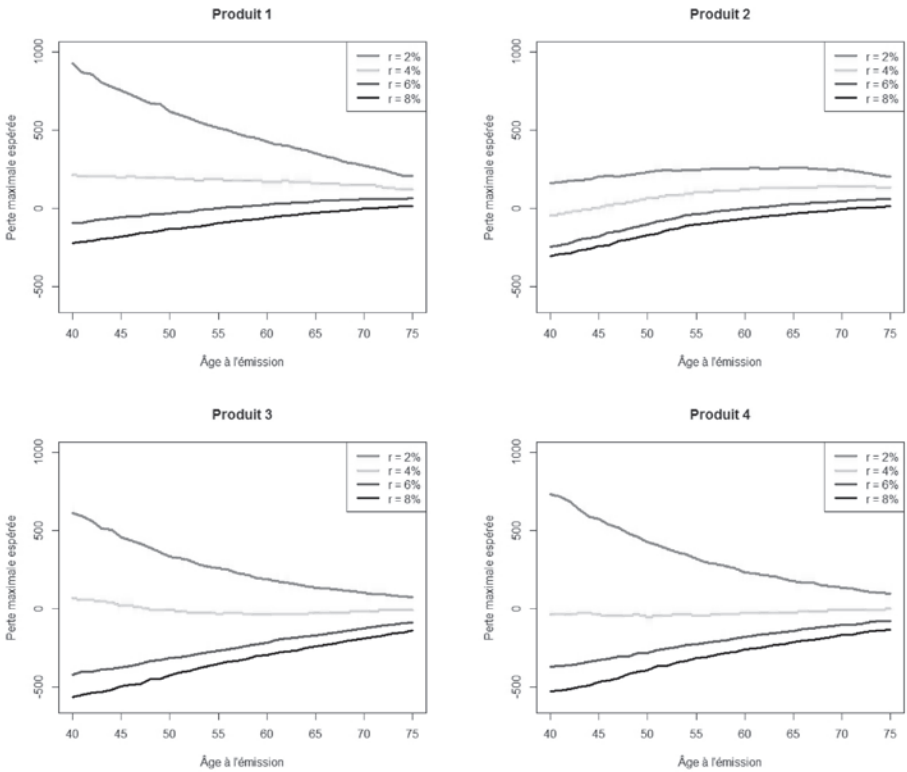 Produit 1
Perte maximale espérée
1000
500
0
-500
r = 2%
r = 4%
r = 6%
r = 8%
40 45 50 55 60 65 70 75
Âge à l'émission
Produit 2
Perte maximale espérée
1000
500
0
-500
r = 2%
r = 4%
r = 6%
r = 8%
40 45 50 55 60 65 70 75
Âge à l'émission
Produit 3
Perte maximale espérée
1000
500
0
-500
r = 2%
r = 4%
r = 6%
r = 8%
40 45 50 55 60 65 70 75
Âge à l'émission
Produit 4
Perte maximale espérée
1000
500
0
-500
r = 2%
r = 4%
r = 6%
r = 8%
40 45 50 55 60 65 70 75
Âge à l'émission